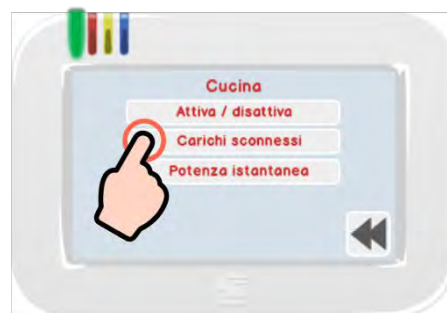 Cucina
Attiva / disattiva
Carichi sconnessi
Potenza istantanea